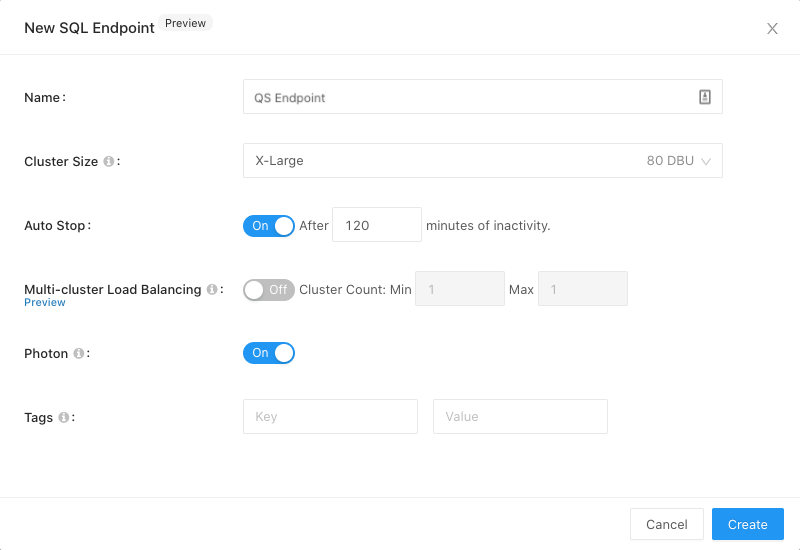 New SQL Endpoint Preview
Name: QS Endpoint
Cluster Size i: X-Large 80 DBU
Auto Stop: On After 120 minutes of inactivity.
Multi-cluster Load Balancing i: Off Cluster Count: Min 1 Max 1
Preview
Photon i: On
Tags i: Key Value
Cancel Create